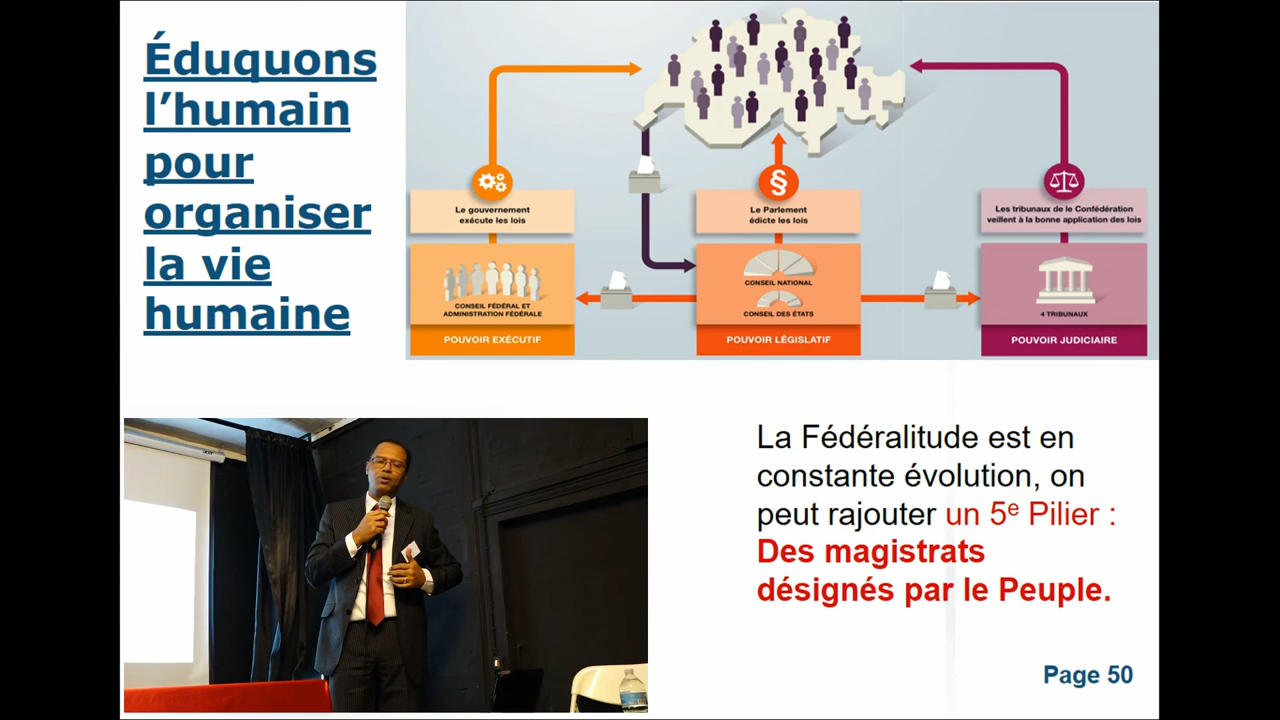 Éduquons
l’humain
pour
organiser
la vie
humaine
Le gouvernement
exécute les lois
CONSEIL FÉDÉRAL ET
ADMINISTRATION FÉDÉRALE
POUVOIR EXÉCUTIF
§
Le Parlement
édicte les lois
CONSEIL NATIONAL
CONSEIL DES ÉTATS
POUVOIR LÉGISLATIF
Les tribunaux de le Confédération
veillent à la bonne application des lois
4 TRIBUNAUX
POUVOIR JUDICIAIRE
La Fédéralitude est en
constante évolution, on
peut rajouter un 5e Pilier :
Des magistrats
désignés par le Peuple.
Page 50